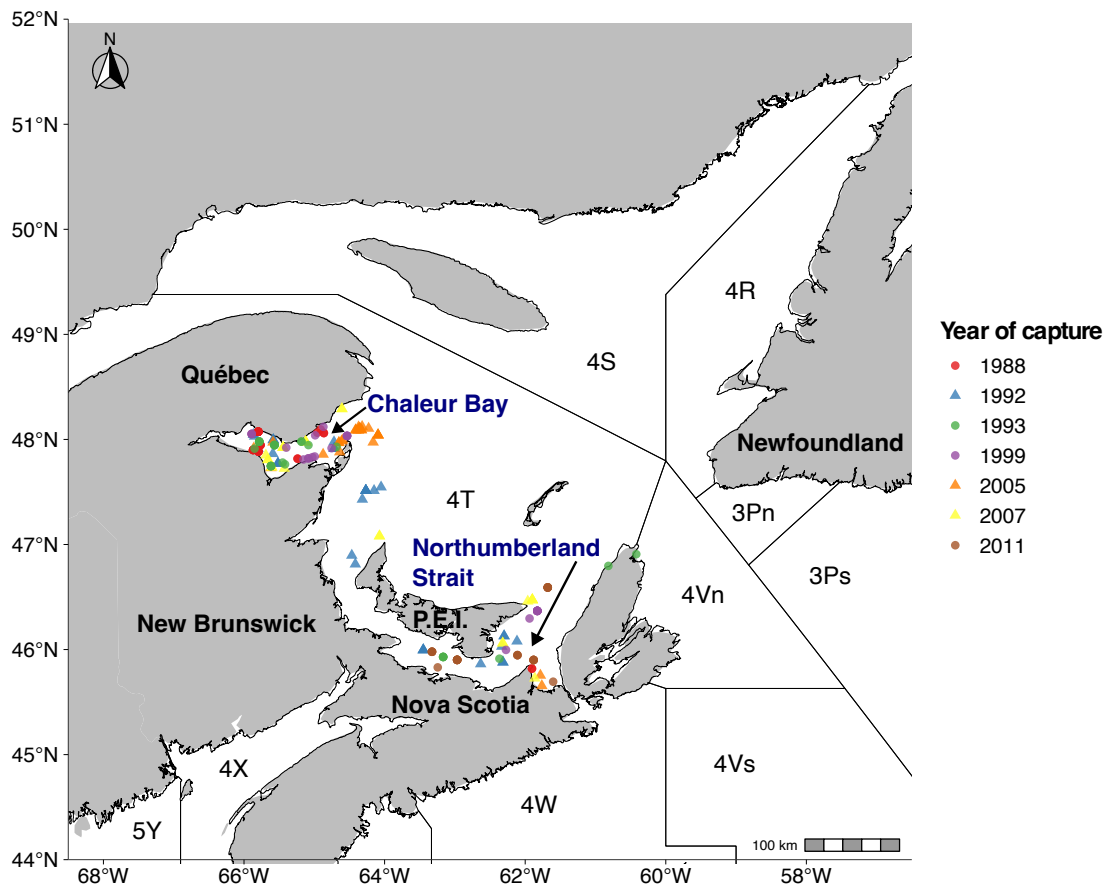 52°N
51°N
50°N
49°N
48°N
47°N
46°N
45°N
44°N
68°W
66°W
64°W
62°W
60°W
58°W
N
4R
4S
Québec
Chaleur Bay
Newfoundland
4T
3Pn
Northumberland
Strait
3Ps
4Vn
P.E.I.
New Brunswick
Nova Scotia
4X
4Vs
4W
5Y
100 km
Year of capture
1988
1992
1993
1999
2005
2007
2011